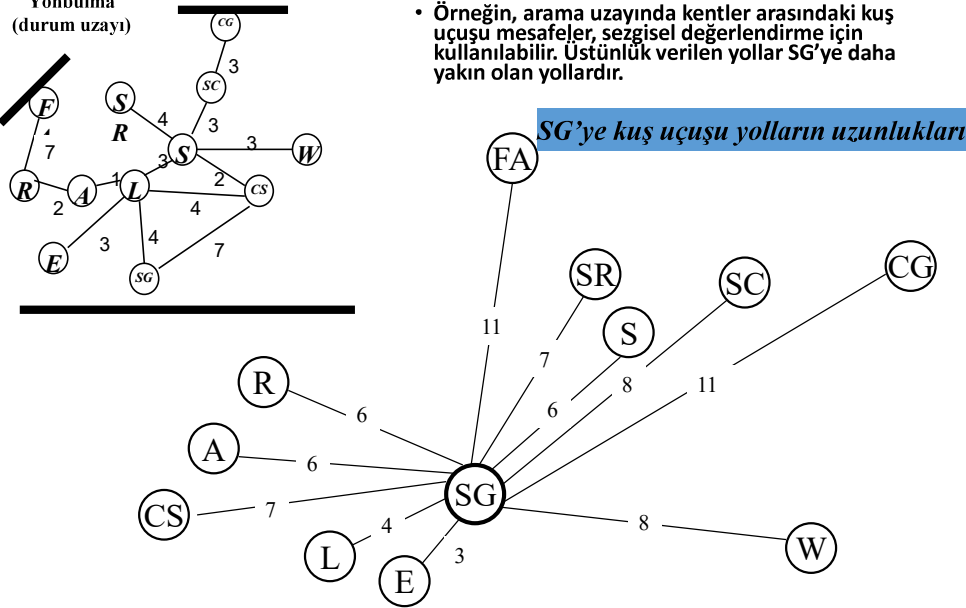 Yönbulma
(durum uzayı)
• Örneğin, arama uzayında kentler arasındaki kuş
uçuşu mesafeler, sezgisel değerlendirme için
kullanılabilir. Üstünlük verilen yollar SG’ye daha
yakın olan yollardır.
SG’ye kuş uçuşu yolların uzunlukları
CG
3
SC
F
S
R
4
3
7
S
3
W
3
R
2
A
1
L
2
CS
4
3
4
7
E
SG
FA
SR
SC
CG
11
S
7
8
11
R
6
6
A
6
SG
CS
7
4
8
L
3
E
W